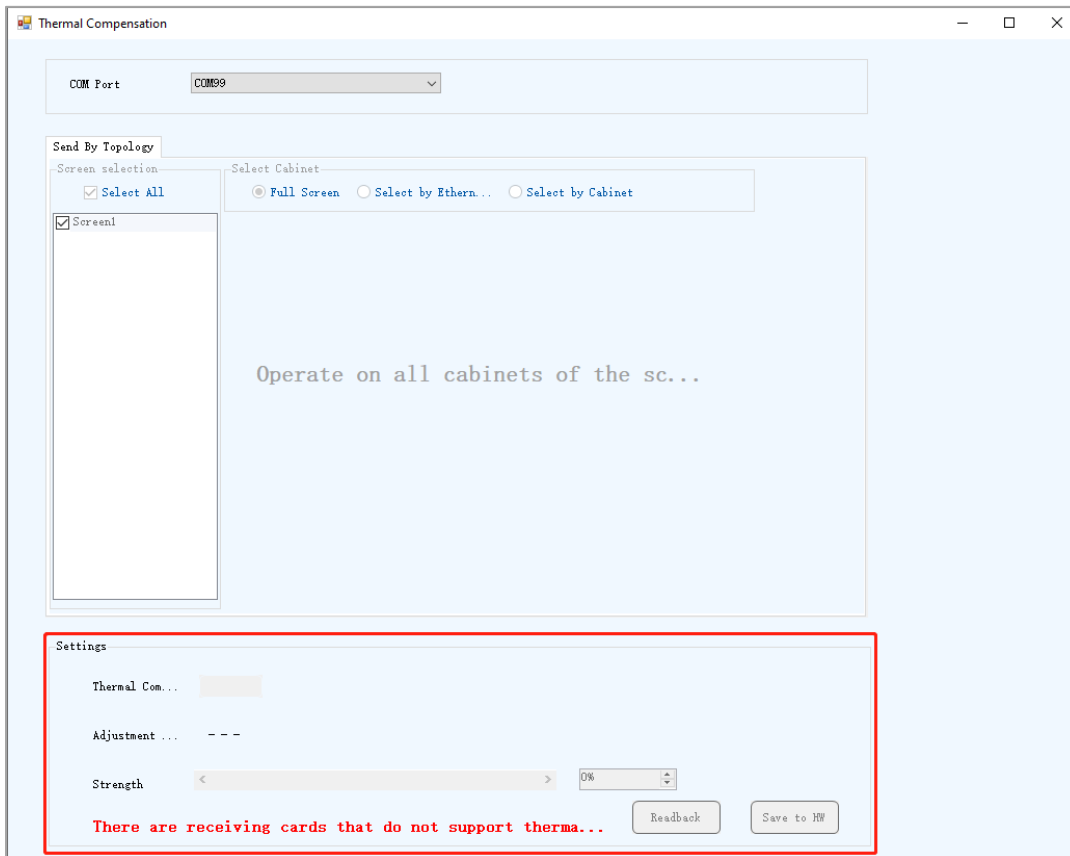 Thermal Compensation
COM Port
COM99
Send By Topology
Screen selection
Select Cabinet
Select All
Full Screen
Select by Ethern...
Select by Cabinet
Screen1
Operate on all cabinets of the sc...
Settings
Thermal Com...
Adjustment ...
---
Strength
0%
There are receiving cards that do not support therma...
Readback
Save to HW